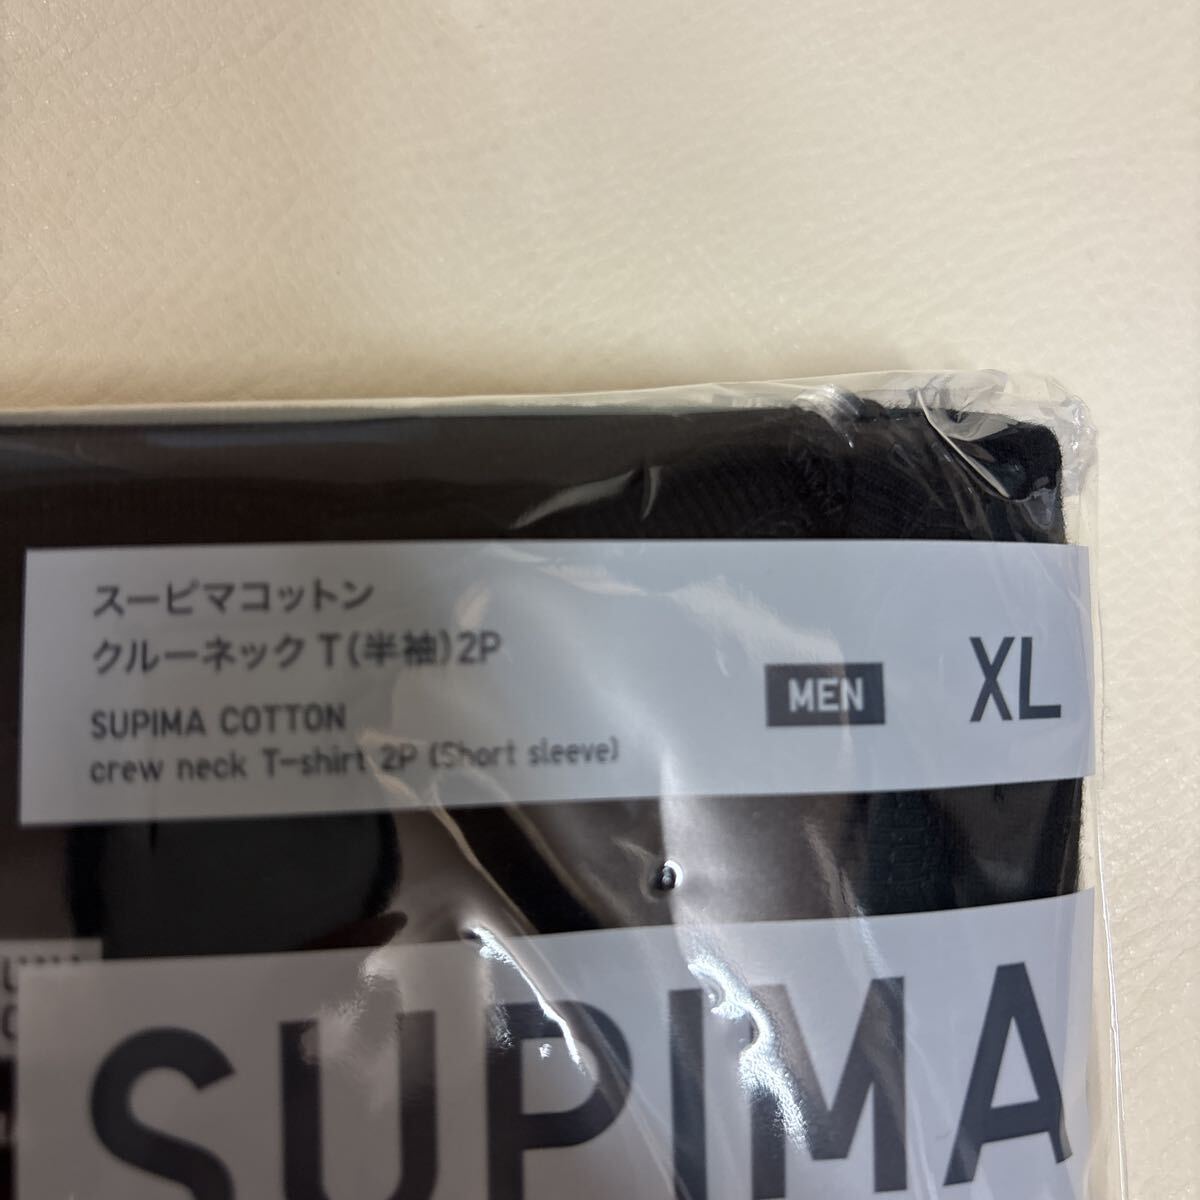 スーピマコットン
クルーネックT(半袖)2P
SUPIMA COTTON
crew neck T-shirt 2P (Short sleeve)
MEN
XL
SUPIMA